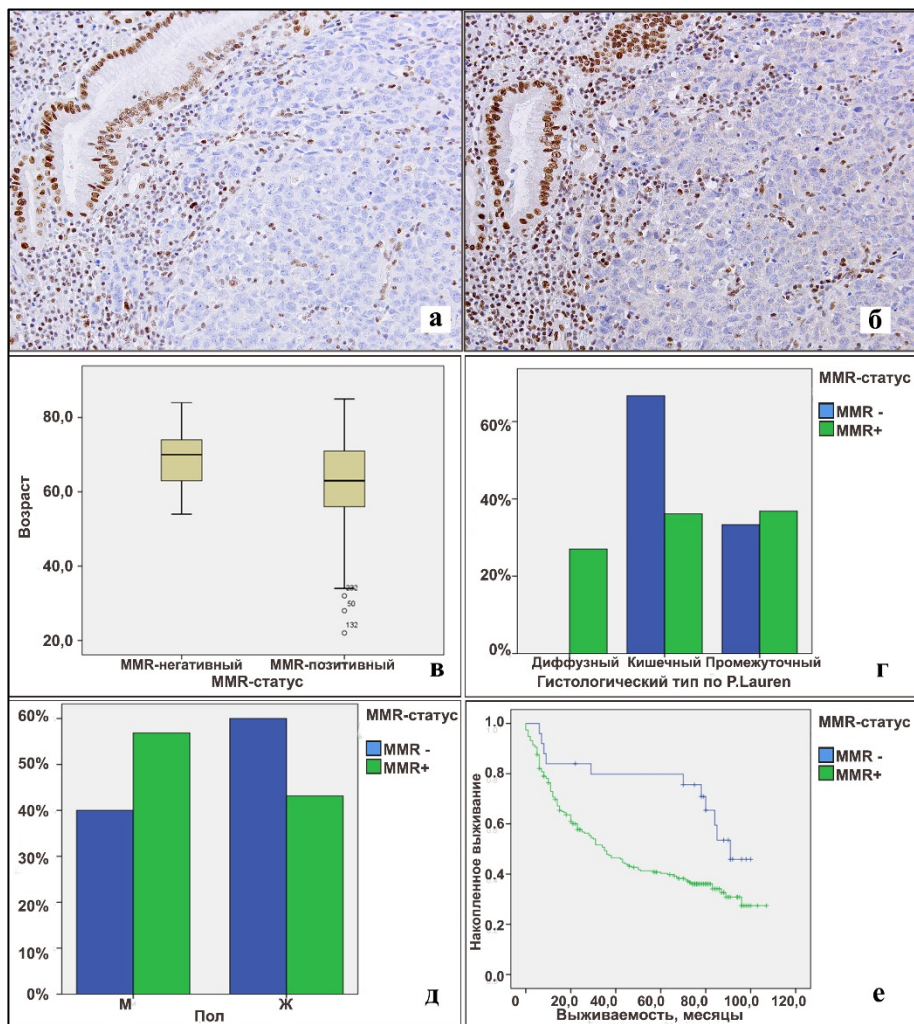 а
б
80,0
60,0
40,0
20,0
Возраст
50
132
MMR-негативный
MMR-позитивный
MMR-статус
в
MMR-статус
MMR -
MMR+
60%
40%
20%
0%
Диффузный
Кишечный
Промежуточный
Гистологический тип по P.Lauren
г
60%
50%
40%
30%
20%
10%
0%
MMR-статус
MMR -
MMR+
М
Ж
Пол
д
MMR-статус
MMR -
MMR+
1.0
0.8
0.6
0.4
0.2
0.0
Накопленное выживание
0
20,0
40,0
60,0
80,0
100,0
120,0
Выживаемость, месяцы
е